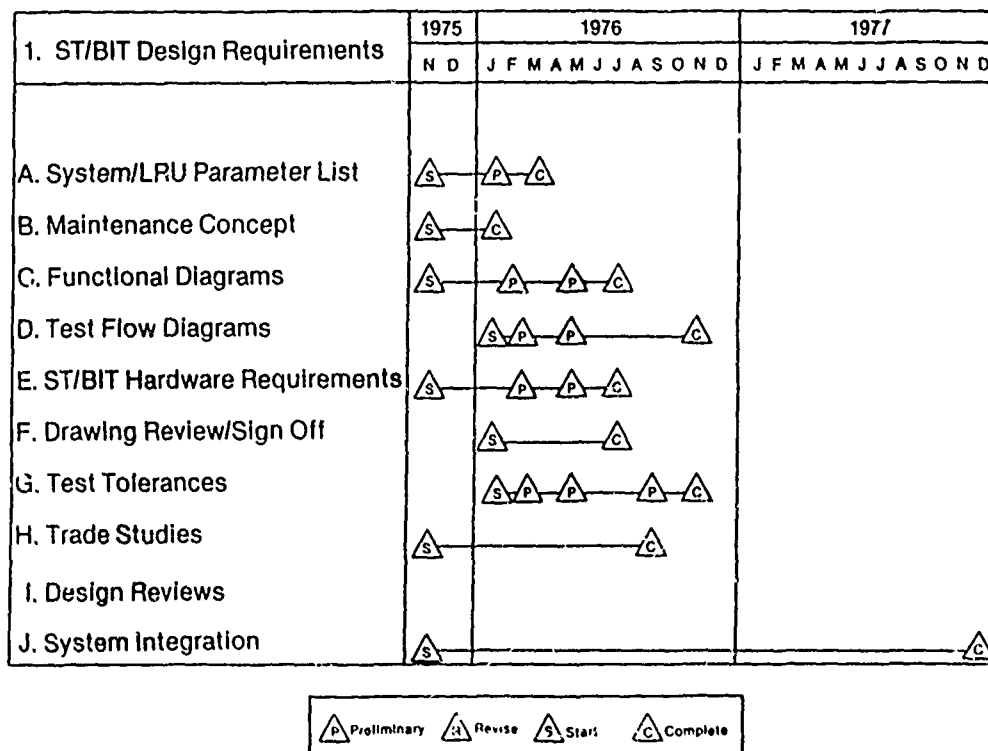 1. ST/BIT Design Requirements
1975 1976 1977
N D J F M A M J J A S O N D J F M A M J J A S O N D
A. System/LRU Parameter List S P C
B. Maintenance Concept S C
C. Functional Diagrams S P P C
D. Test Flow Diagrams S P P C
E. ST/BIT Hardware Requirements S P P C
F. Drawing Review/Sign Off S C
G. Test Tolerances S P P P C
H. Trade Studies S C
I. Design Reviews
J. System Integration S C
P Preliminary R Revise S Start C Complete